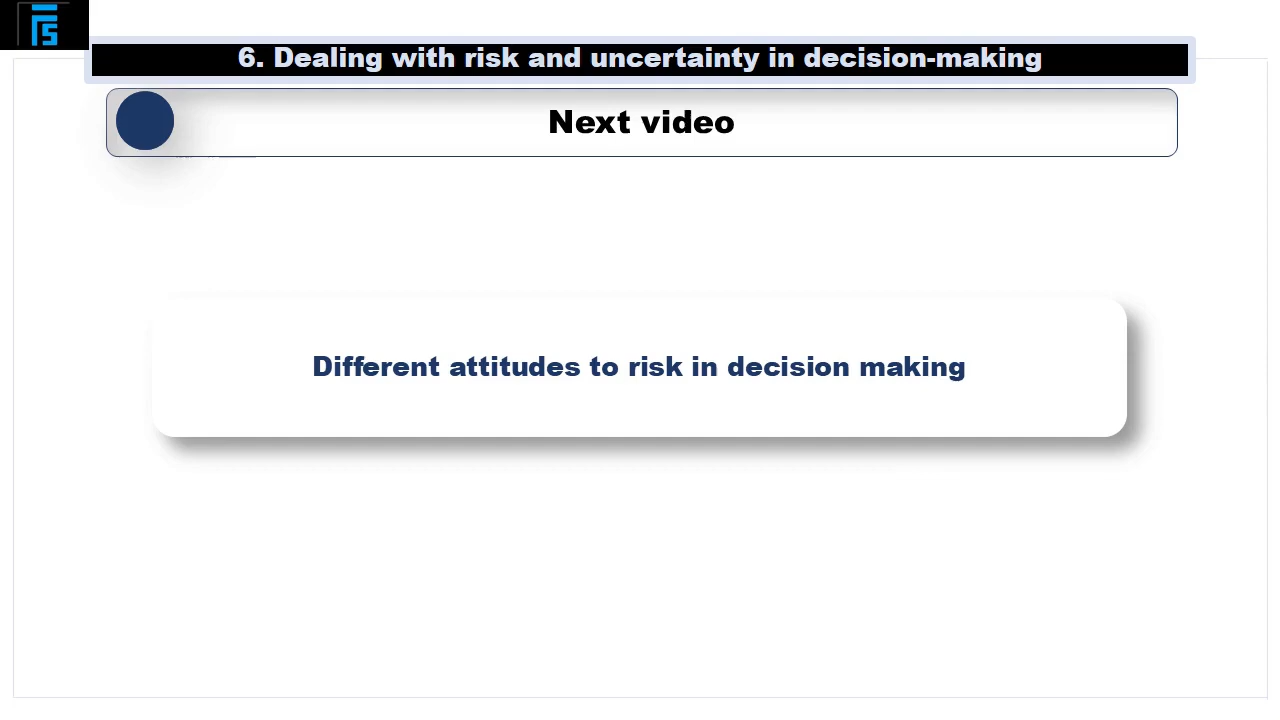 6. Dealing with risk and uncertainty in decision-making
Next video
Different attitudes to risk in decision making